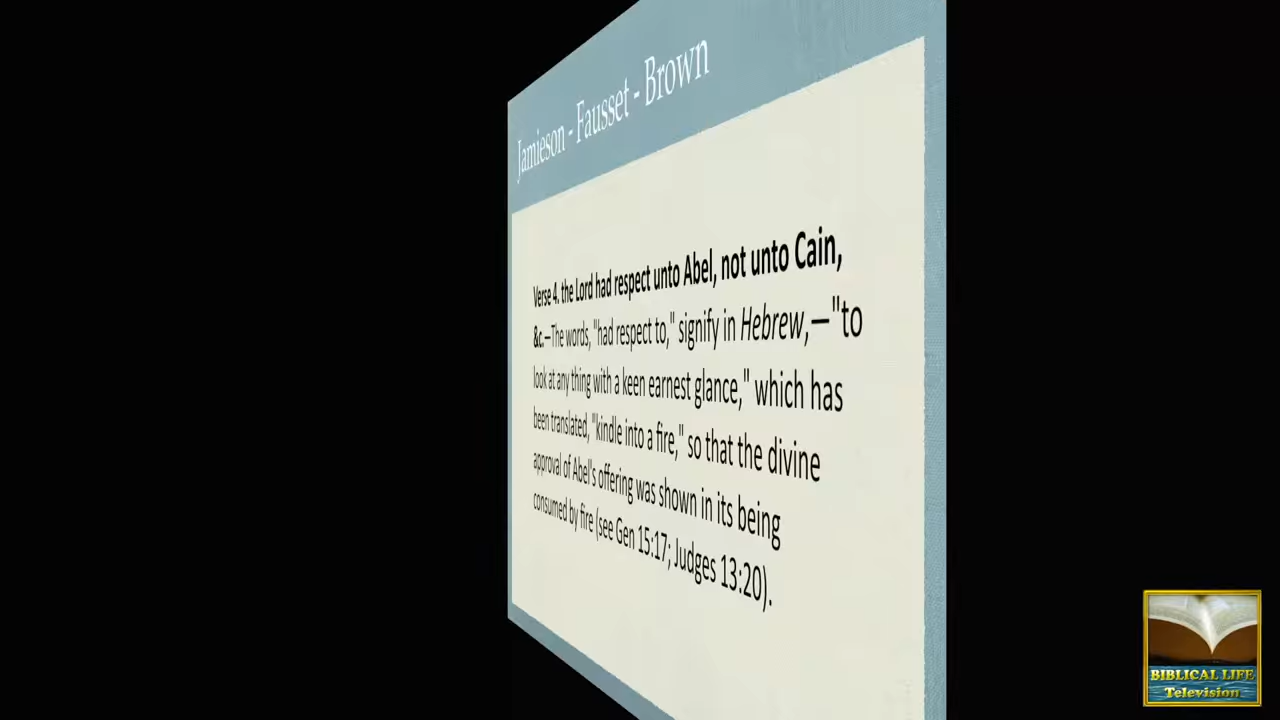 Jamieson - Fausset - Brown
Verse 4. the Lord had respect unto Abel, not unto Cain,
&c.—The words, "had respect to," signify in Hebrew,—"to
look at any thing with a keen earnest glance," which has
been translated, "kindle into a fire," so that the divine
approval of Abel's offering was shown in its being
consumed by fire (see Gen 15:17; Judges 13:20).
BIBLICAL LIFE
Television